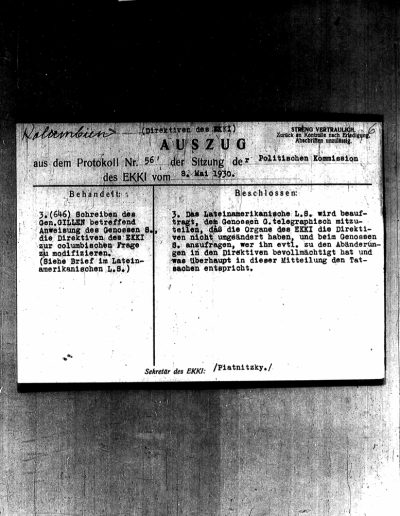 Kolumbien
(Direktiven des EKKI)
STRENG VERTRAULICH.
Zurück an Kontrolle nach Erledigung.
Abschriften unzulässig.
6
AUSZUG
aus dem Protokoll Nr. 56 der Sitzung der Politischen Kommission
des EKKI vom 8. Mai 1930.
Behandelt:
3. (646) Schreiben des
Gen. GILLEN betreffend
Anweisung des Genossen S.,
die Direktiven des EKKI
zur columbischen Frage
zu modifizieren.
(Siehe Brief im Latein-
amerikanischen L.S.)
Beschlossen:
3. Das Lateinamerikanische L.S. wird beauf-
tragt, dem Genossen G. telegraphisch mitzu-
teilen, daß die Organe des EKKI die Direkti-
ven nicht umgeändert haben, und beim Genossen
S. anzufragen, wer ihn evtl. zu den Abänderun-
gen in den Direktiven bevollmächtigt hat und
was überhaupt in dieser Mitteilung den Tat-
sachen entspricht.
Sekretär des EKKI: /Piatnitzky./